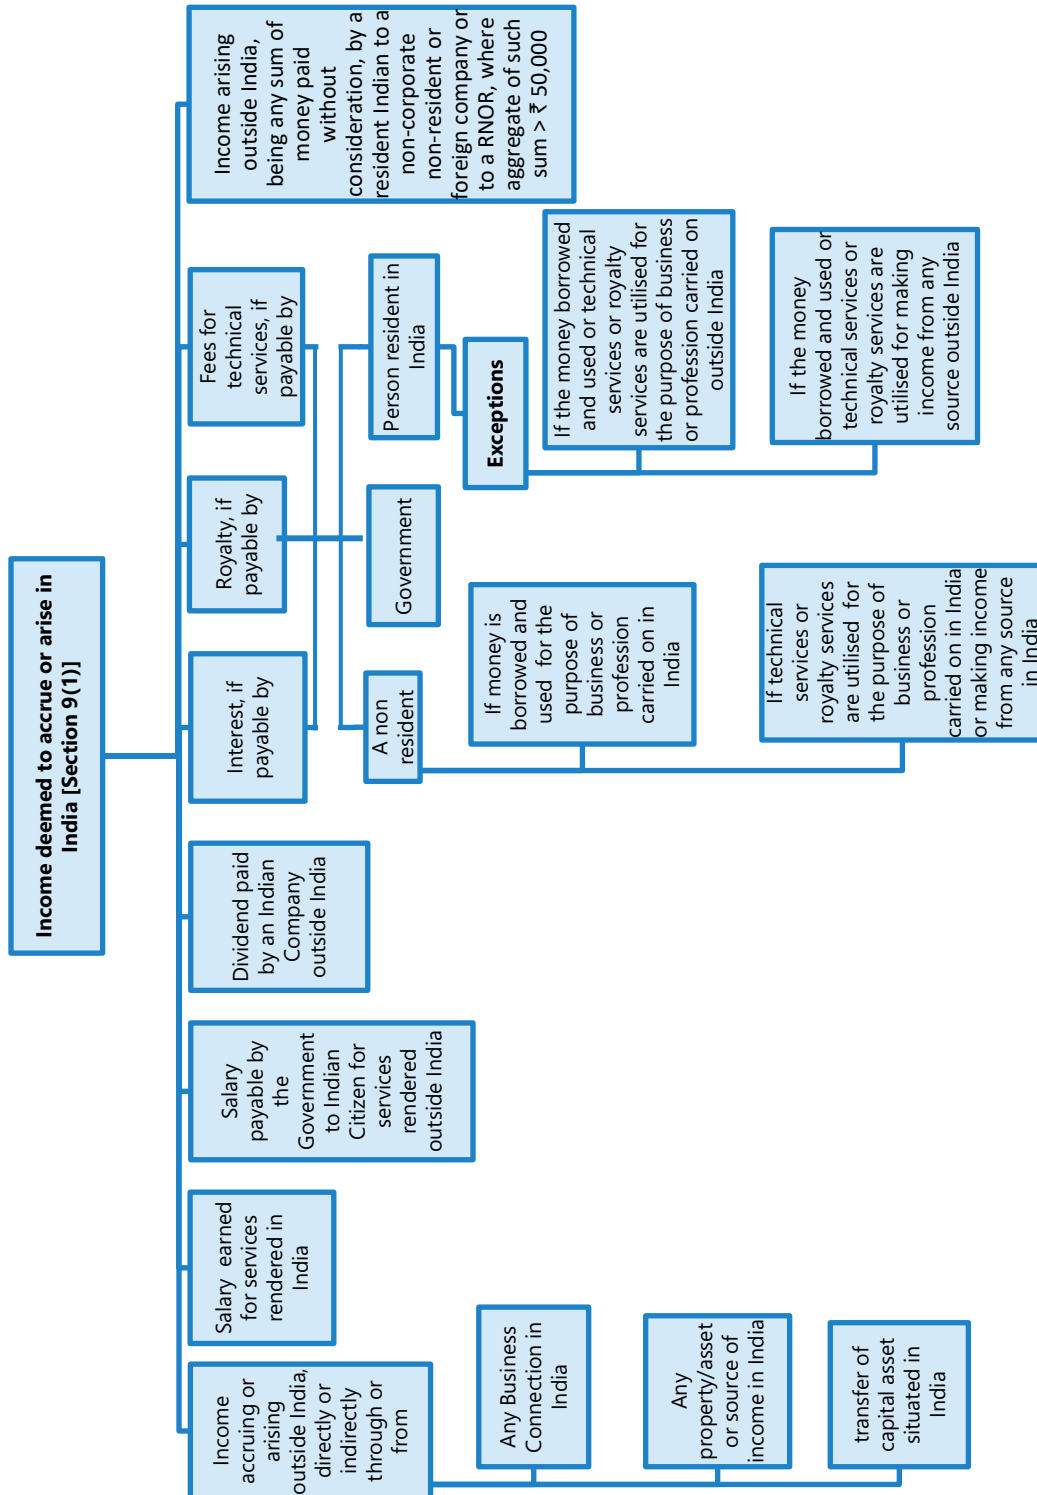 Income deemed to accrue or arise in
India [Section 9(1)]
Income
accruing or
arising
outside India,
directly or
indirectly
through or
from
Any Business
Connection in
India
Any
property/asset
or source of
income in India
transfer of
capital asset
situated in
India
Salary earned
for services
rendered in
India
Salary
payable by
the
Government
to Indian
Citizen for
services
rendered
outside India
Dividend paid
by an Indian
Company
outside India
Interest, if
payable by
Royalty, if
payable by
Fees for
technical
services, if
payable by
A non
resident
If money is
borrowed and
used for the
purpose of
business or
profession
carried on in
India
If technical
services or
royalty services
are utilised for
the purpose of
business or
profession
carried on in India
or making income
from any source
in India
Government
Person resident in
India
Exceptions
If the money borrowed
and used or technical
services or royalty
services are utilised for
the purpose of business
or profession carried on
outside India
If the money
borrowed and used or
technical services or
royalty services are
utilised for making
income from any
source outside India
Income arising
outside India,
being any sum of
money paid
without
consideration, by a
resident Indian to a
non-corporate
non-resident or
foreign company or
to a RNOR, where
aggregate of such
sum > ₹ 50,000